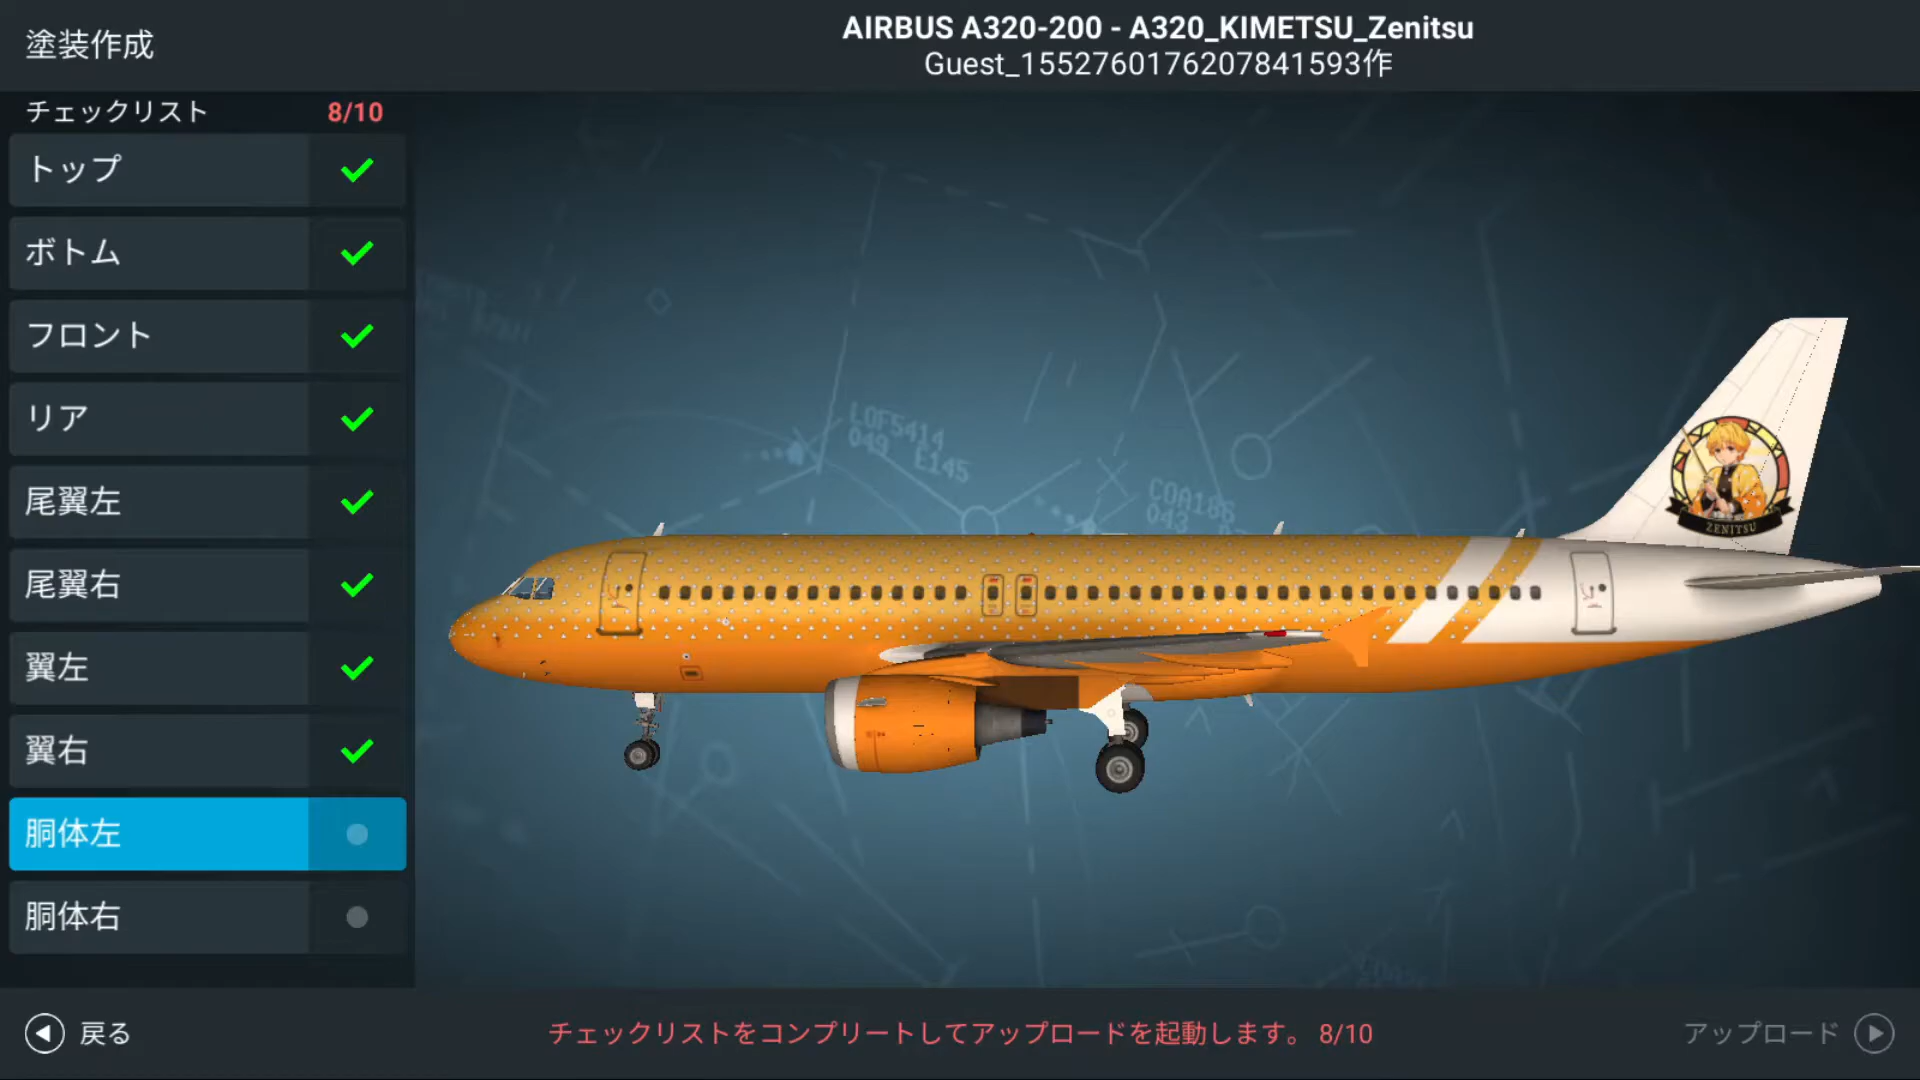 塗装作成
AIRBUS A320-200 - A320_KIMETSU_Zenitsu
Guest_1552760176207841593作
チェックリスト 8/10
トップ
ボトム
フロント
リア
尾翼左
尾翼右
翼左
翼右
胴体左
胴体右
LOF5414
049 E145
COA186
043
ZENITSU
戻る
チェックリストをコンプリートしてアップロードを起動します。 8/10
アップロード